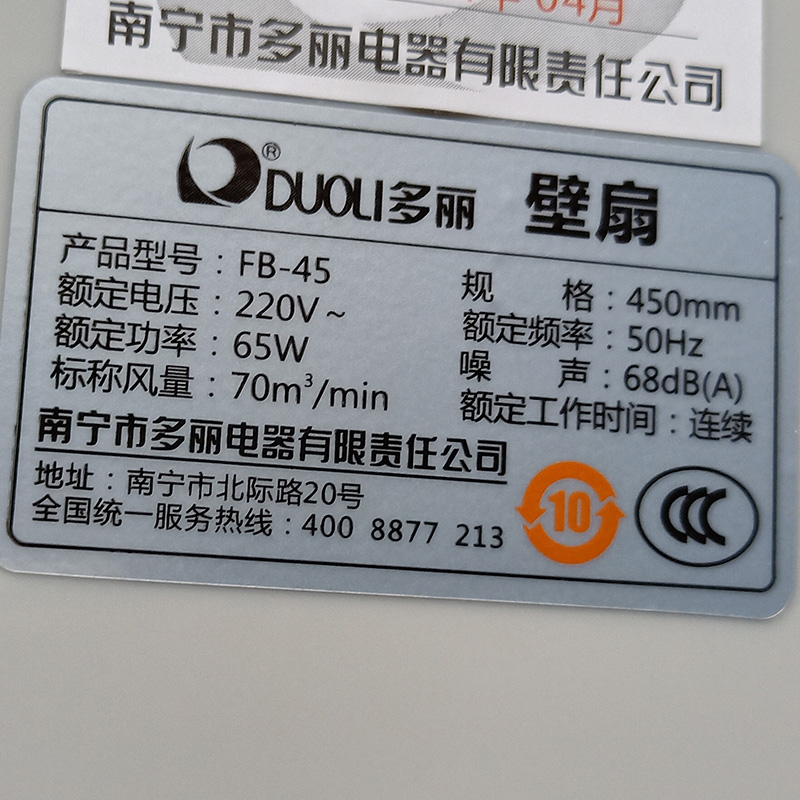 04月
南宁市多丽电器有限责任公司
®DUOLI多丽 壁扇
产品型号：FB-45
规 格：450mm
额定电压：220V～
额定频率：50Hz
额定功率：65W
噪 声：68dB(A)
标称风量：70m³/min
额定工作时间：连续
南宁市多丽电器有限责任公司
地址：南宁市北际路20号
全国统一服务热线：400 8877 213
10
CCC